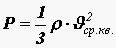 P = 1/3 ρ · ϑ²ср.кв.